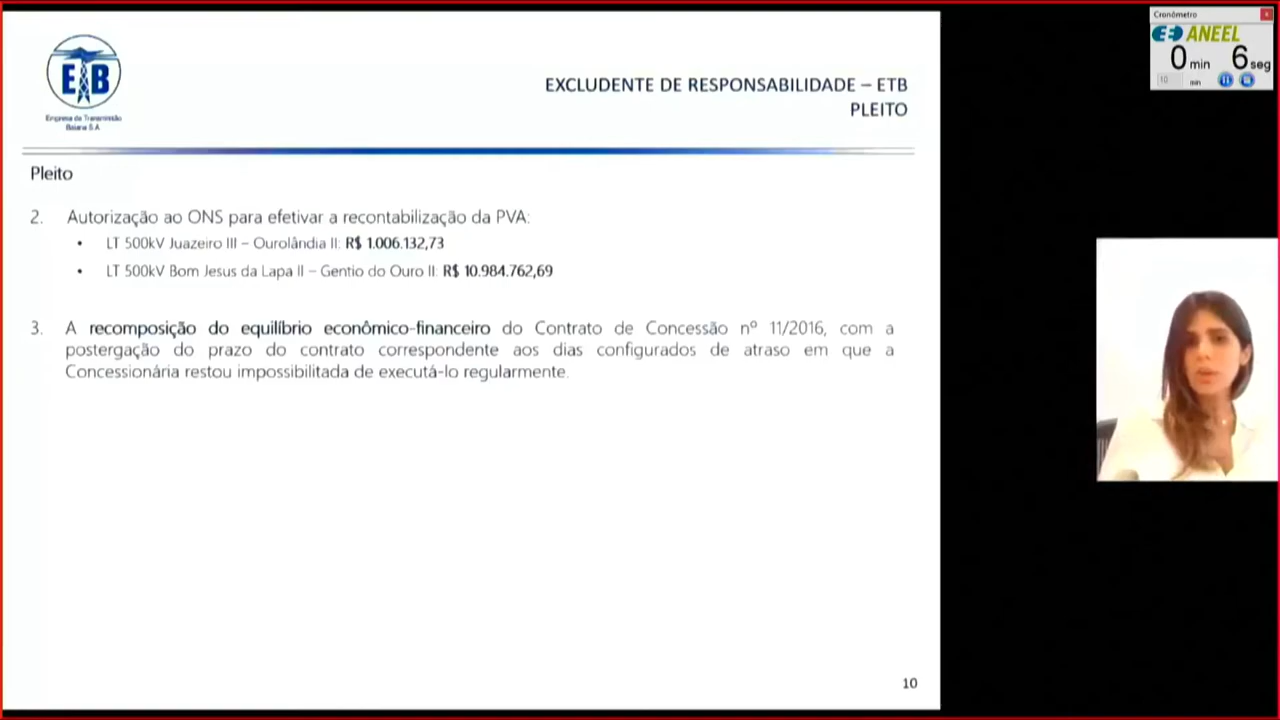 ETB
Empresa de Transmissão
Baiana S.A
EXCLUDENTE DE RESPONSABILIDADE – ETB
PLEITO
Pleito
2. Autorização ao ONS para efetivar a recontabilização da PVA:
• LT 500kV Juazeiro III – Ourolândia II: R$ 1.006.132,73
• LT 500kV Bom Jesus da Lapa II – Gentio do Ouro II: R$ 10.984.762,69
3. A recomposição do equilíbrio econômico-financeiro do Contrato de Concessão nº 11/2016, com a
postergação do prazo do contrato correspondente aos dias configurados de atraso em que a
Concessionária restou impossibilitada de executá-lo regularmente.
10
Cronômetro
ANEEL
0 min 6 seg
10 min